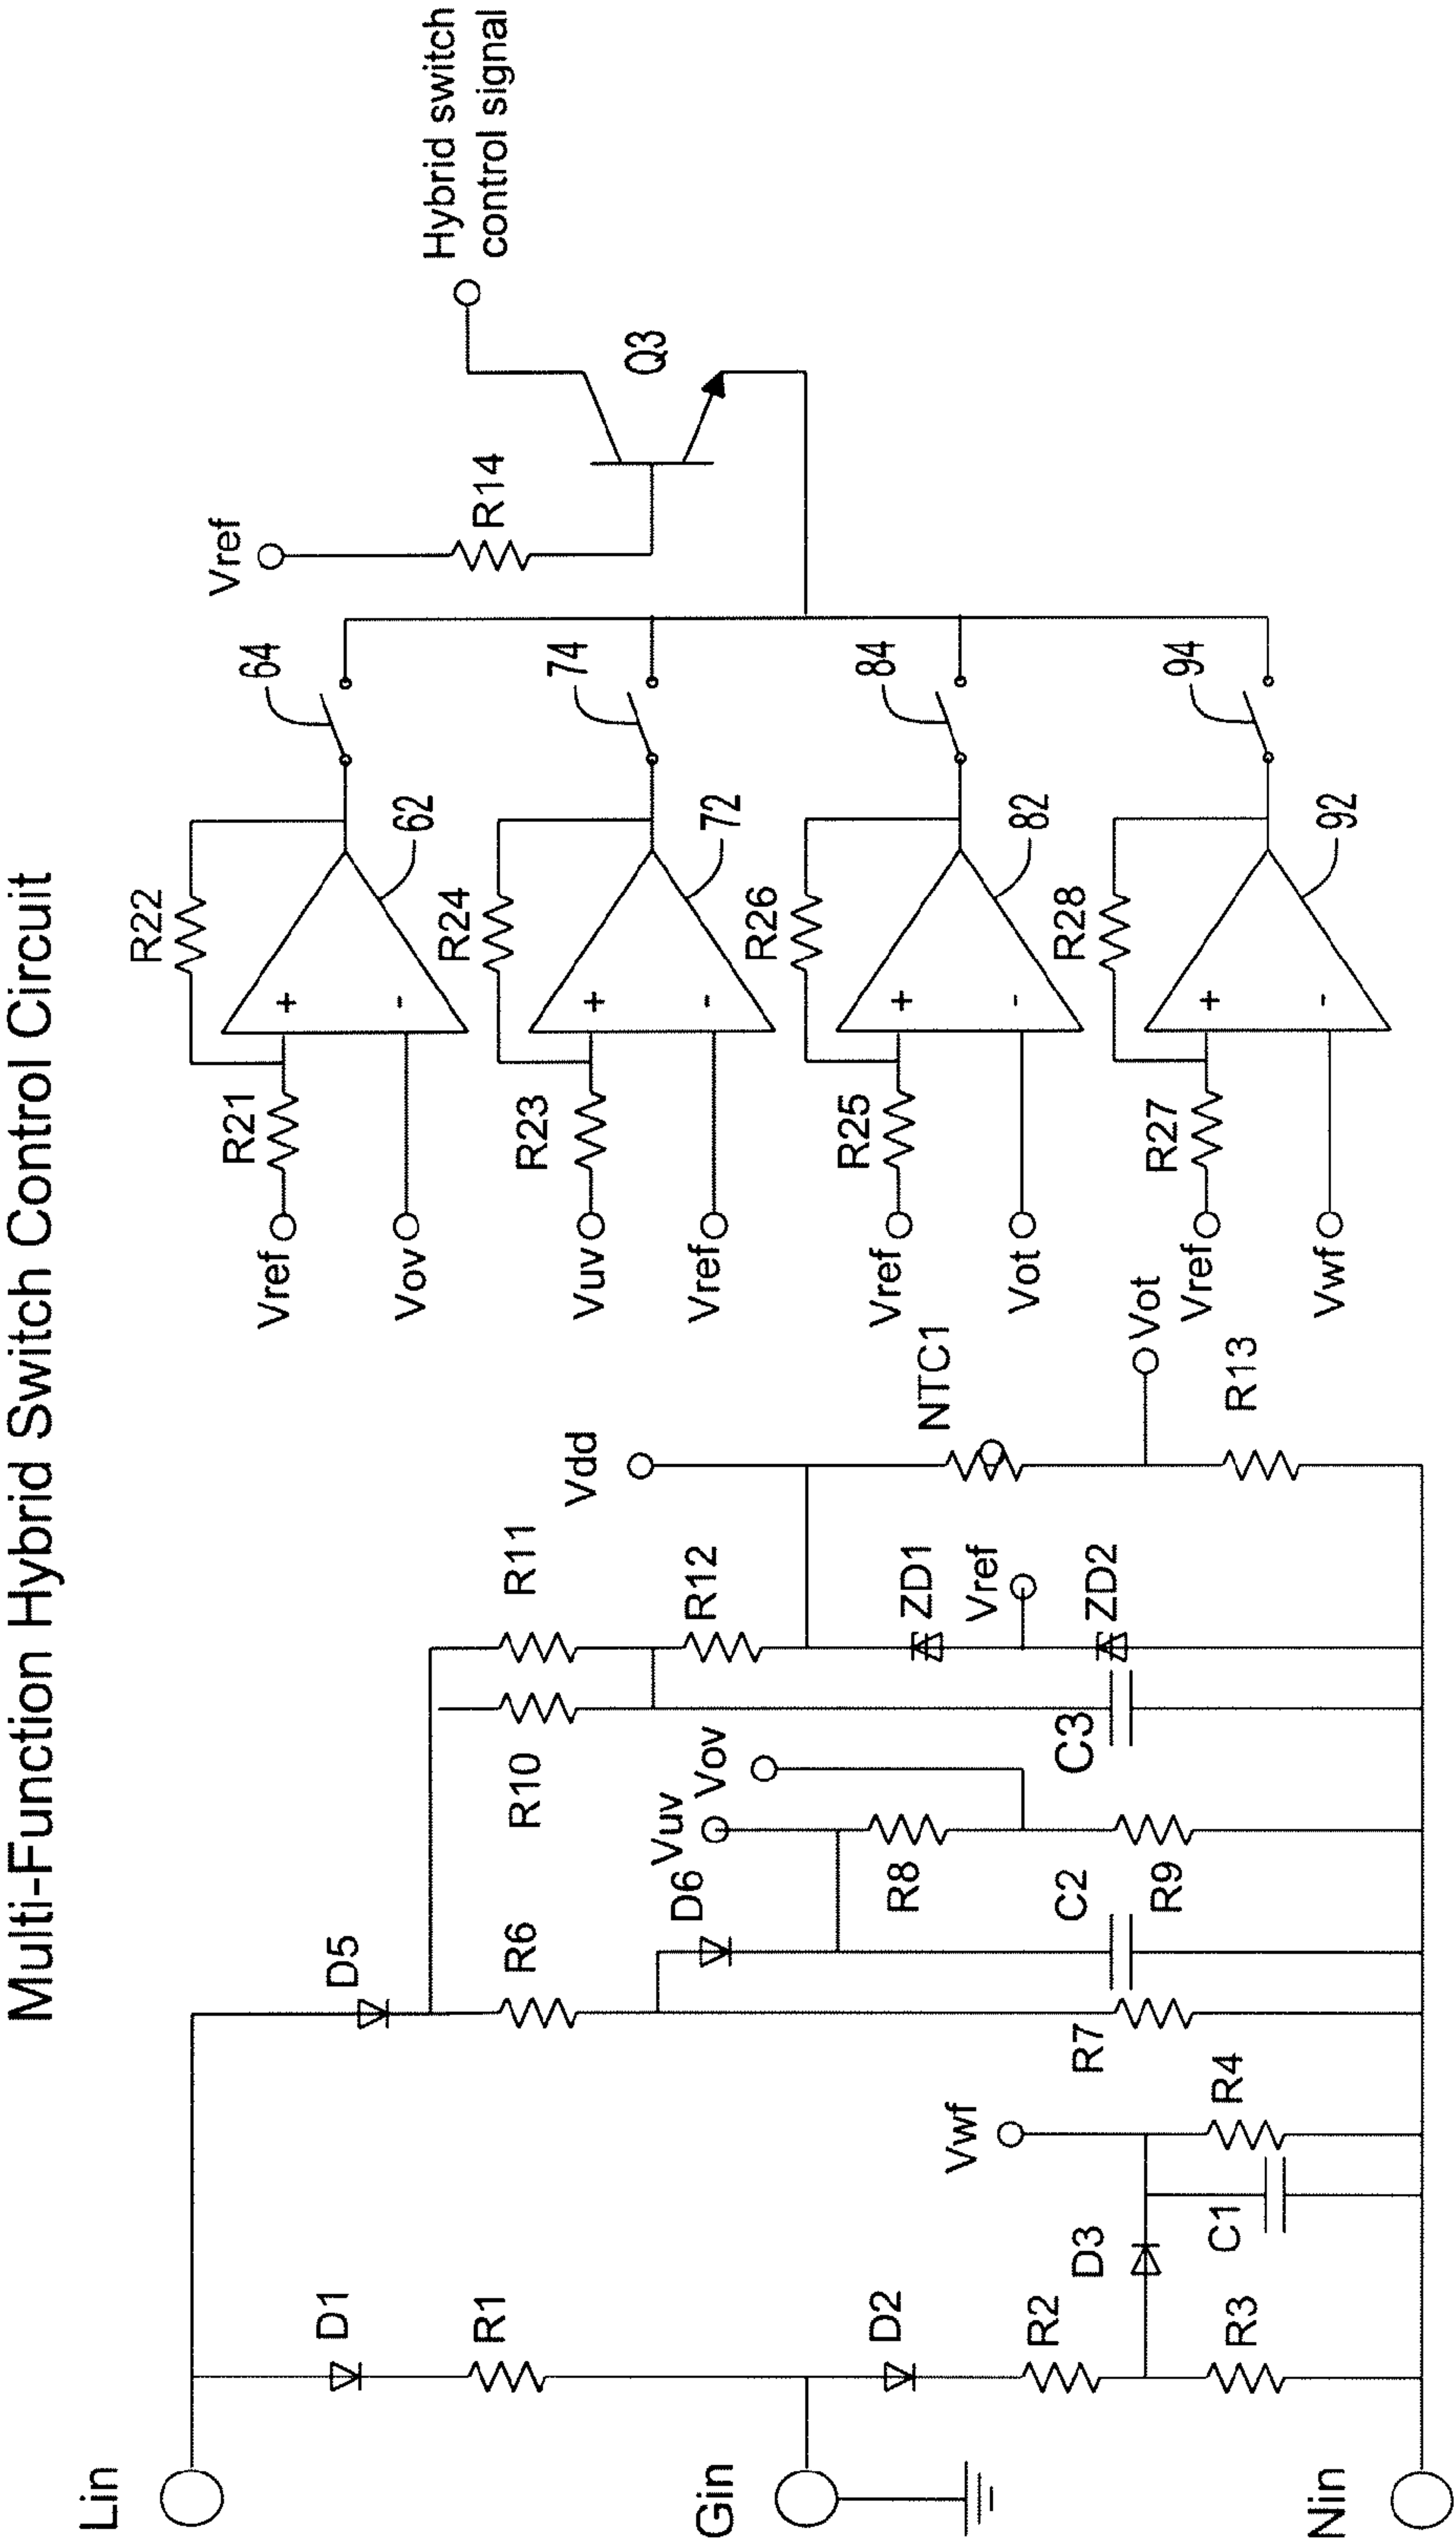 Multi-Function Hybrid Switch Control Circuit
Lin
Gin
Nin
D1
R1
D2
R2
R3
D3
C1
R4
Vwf
D5
R6
R7
D6
C2
Vuv
R8
R9
Vov
R10
R11
R12
C3
ZD1
Vref
ZD2
Vdd
NTC1
Vot
R13
Vref
R21
R22
Vov
+
-
62
64
Vuv
R23
R24
Vref
+
-
72
74
Vref
R25
R26
Vot
+
-
82
84
Vref
R27
R28
Vwf
+
-
92
94
Vref
R14
Q3
Hybrid switch
control signal